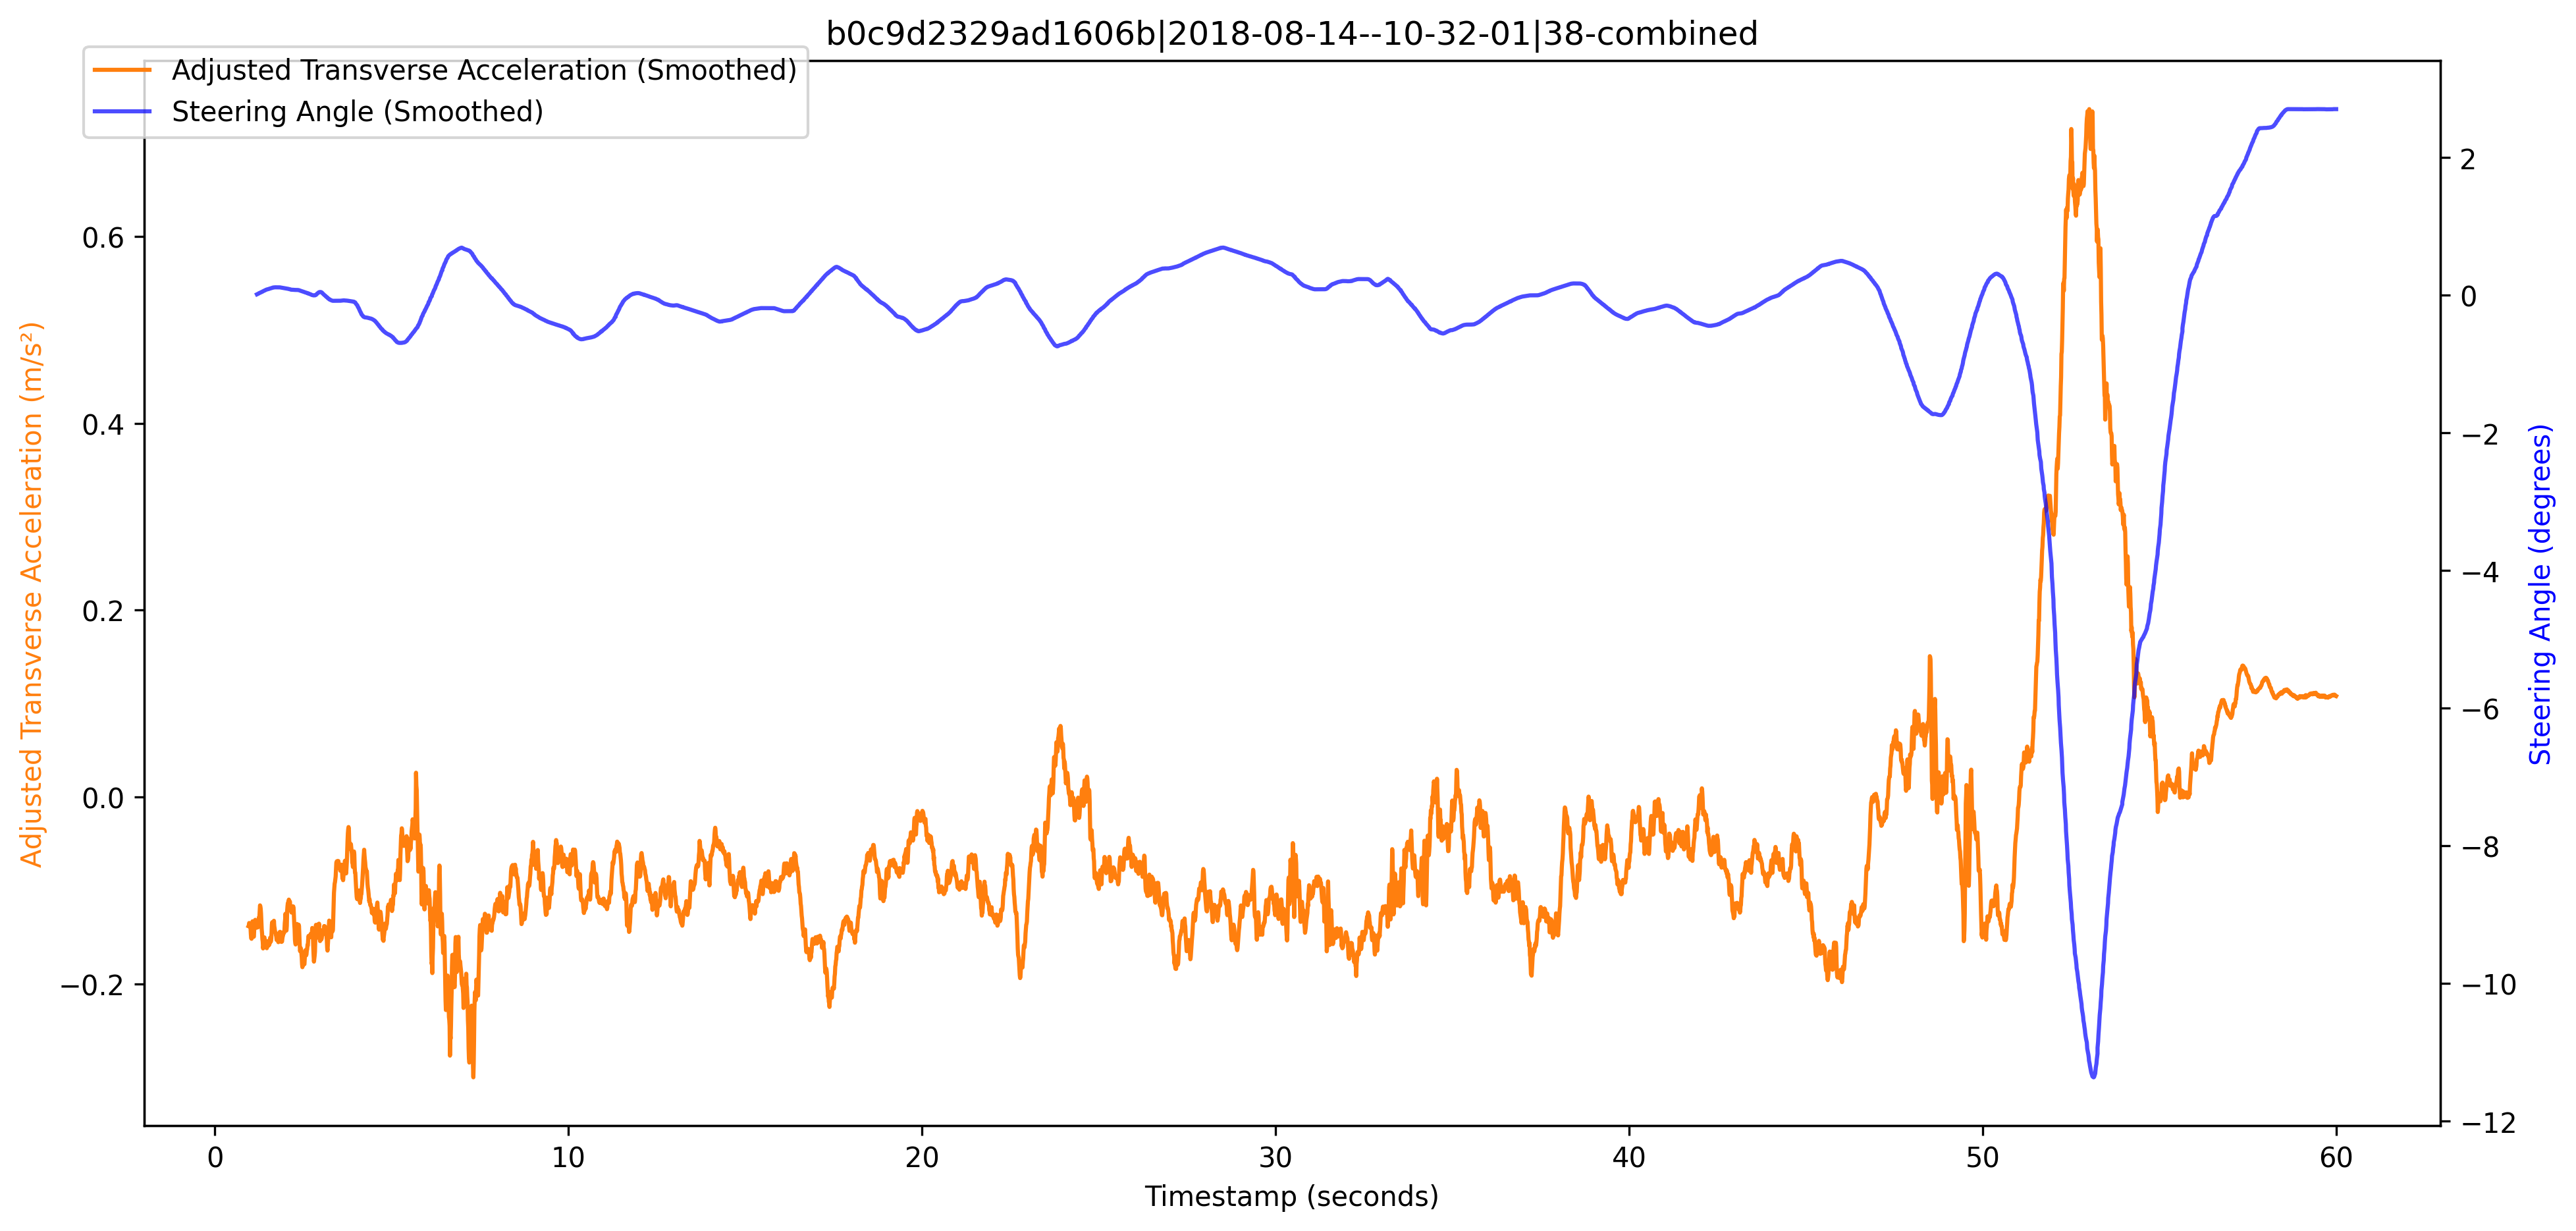 b0c9d2329ad1606b|2018-08-14--10-32-01|38-combined
Adjusted Transverse Acceleration (Smoothed)
Steering Angle (Smoothed)
Adjusted Transverse Acceleration (m/s²)
0.6
0.4
0.2
0.0
−0.2
2
0
−2
−4
−6
−8
−10
−12
Steering Angle (degrees)
0 10 20 30 40 50 60
Timestamp (seconds)